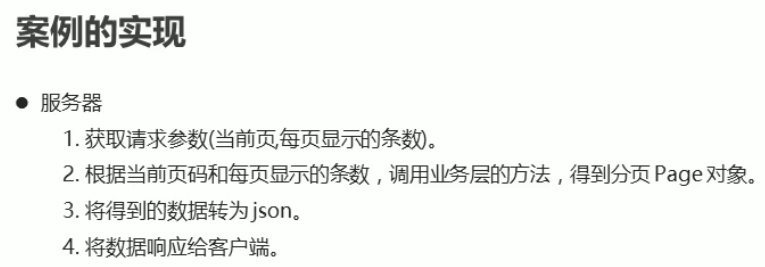 案例的实现
● 服务器
1. 获取请求参数(当前页,每页显示的条数)。
2. 根据当前页码和每页显示的条数，调用业务层的方法，得到分页 Page 对象。
3. 将得到的数据转为 json。
4. 将数据响应给客户端。